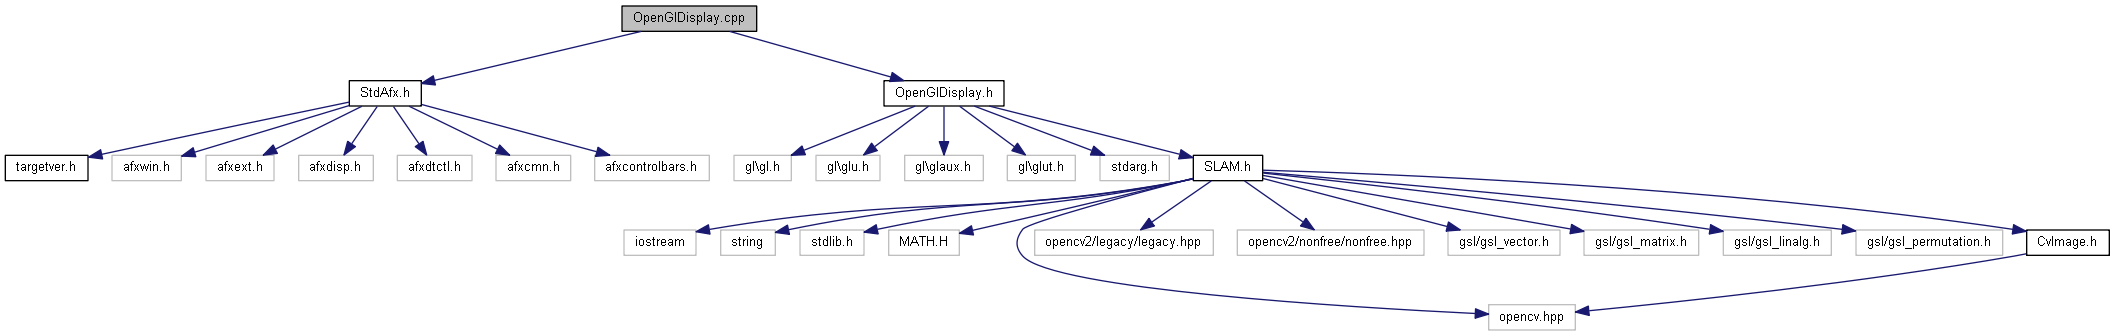 OpenGlDisplay.cpp
StdAfx.h
OpenGlDisplay.h
targetver.h
afxwin.h
afxext.h
afxdisp.h
afxdtctl.h
afxcmn.h
afxcontrolbars.h
gl\gl.h
gl\glu.h
gl\glaux.h
gl\glut.h
stdarg.h
SLAM.h
iostream
string
stdlib.h
MATH.H
opencv2/legacy/legacy.hpp
opencv2/nonfree/nonfree.hpp
gsl/gsl_vector.h
gsl/gsl_matrix.h
gsl/gsl_linalg.h
gsl/gsl_permutation.h
CvImage.h
opencv.hpp